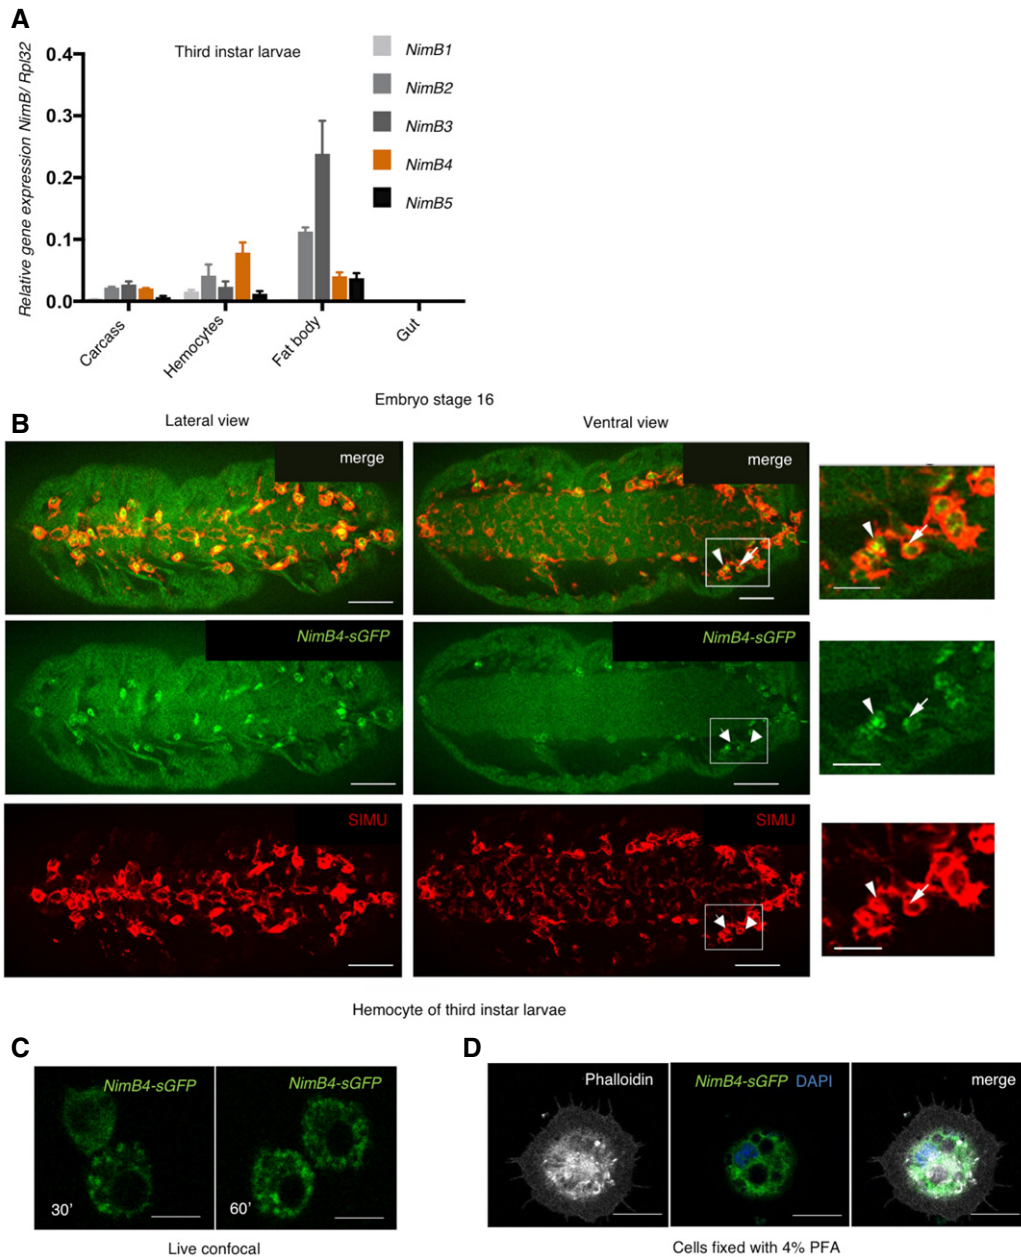 A
Relative gene expression NimB/ Rpl32
Third instar larvae
0.4
0.3
0.2
0.1
0.0
NimB1
NimB2
NimB3
NimB4
NimB5
Carcass
Hemocytes
Fat body
Gut
Embryo stage 16
B
Lateral view
Ventral view
merge
merge
NimB4-sGFP
NimB4-sGFP
SIMU
SIMU
Hemocyte of third instar larvae
C
NimB4-sGFP
NimB4-sGFP
30'
60'
Live confocal
D
Phalloidin
NimB4-sGFP DAPI
merge
Cells fixed with 4% PFA